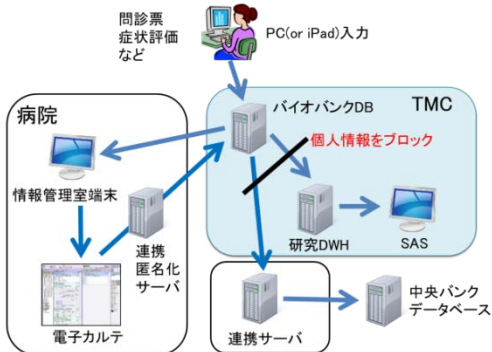 問診票
症状評価
など
PC(or iPad)入力
病院
バイオバンクDB
TMC
個人情報をブロック
情報管理室端末
連携
匿名化
サーバ
研究DWH
SAS
電子カルテ
連携サーバ
中央バンク
データベース